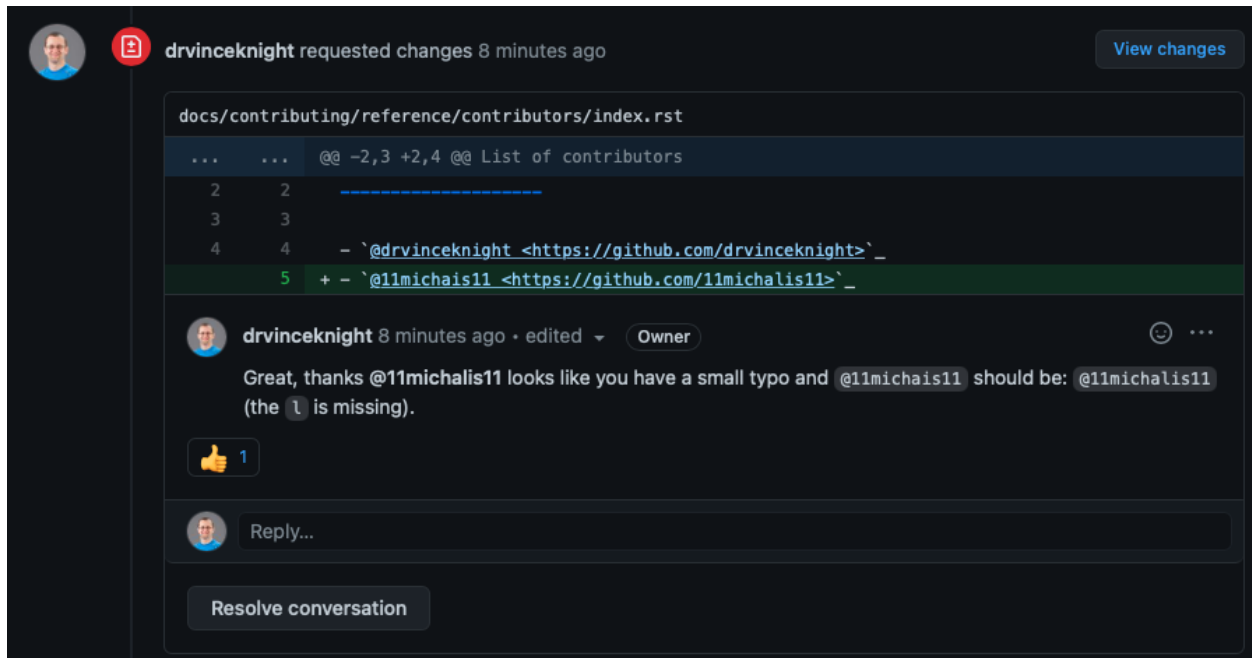 drvinceknight requested changes 8 minutes ago
View changes
docs/contributing/reference/contributors/index.rst
... ... @@ -2,3 +2,4 @@ List of contributors
2 2 --------------------
3 3
4 4 - `@drvinceknight <https://github.com/drvinceknight>`_
5 + - `@11michais11 <https://github.com/11michalis11>`_
drvinceknight 8 minutes ago • edited Owner
Great, thanks @11michalis11 looks like you have a small typo and @11michais11 should be: @11michalis11
(the l is missing).
👍 1
Reply...
Resolve conversation